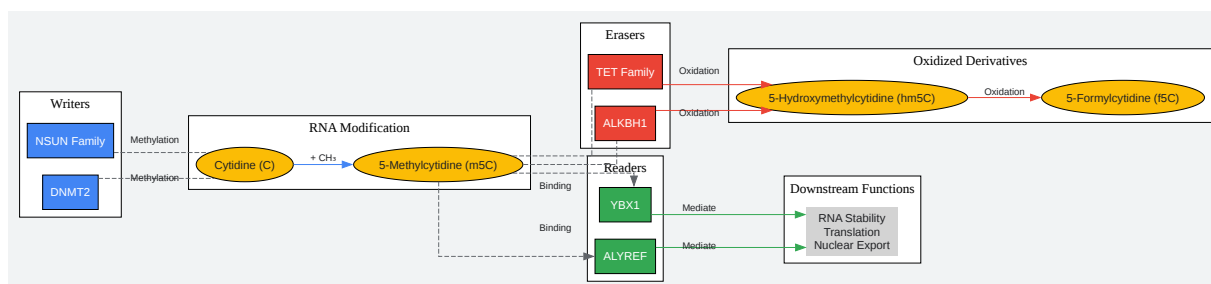 Writers
NSUN Family
DNMT2
Methylation
Methylation
RNA Modification
Cytidine (C)
+ CH₃
5-Methylcytidine (m5C)
Erasers
TET Family
ALKBH1
Oxidation
Oxidation
Oxidized Derivatives
5-Hydroxymethylcytidine (hm5C)
Oxidation
5-Formylcytidine (f5C)
Binding
Binding
Readers
YBX1
ALYREF
Mediate
Mediate
Downstream Functions
RNA Stability
Translation
Nuclear Export